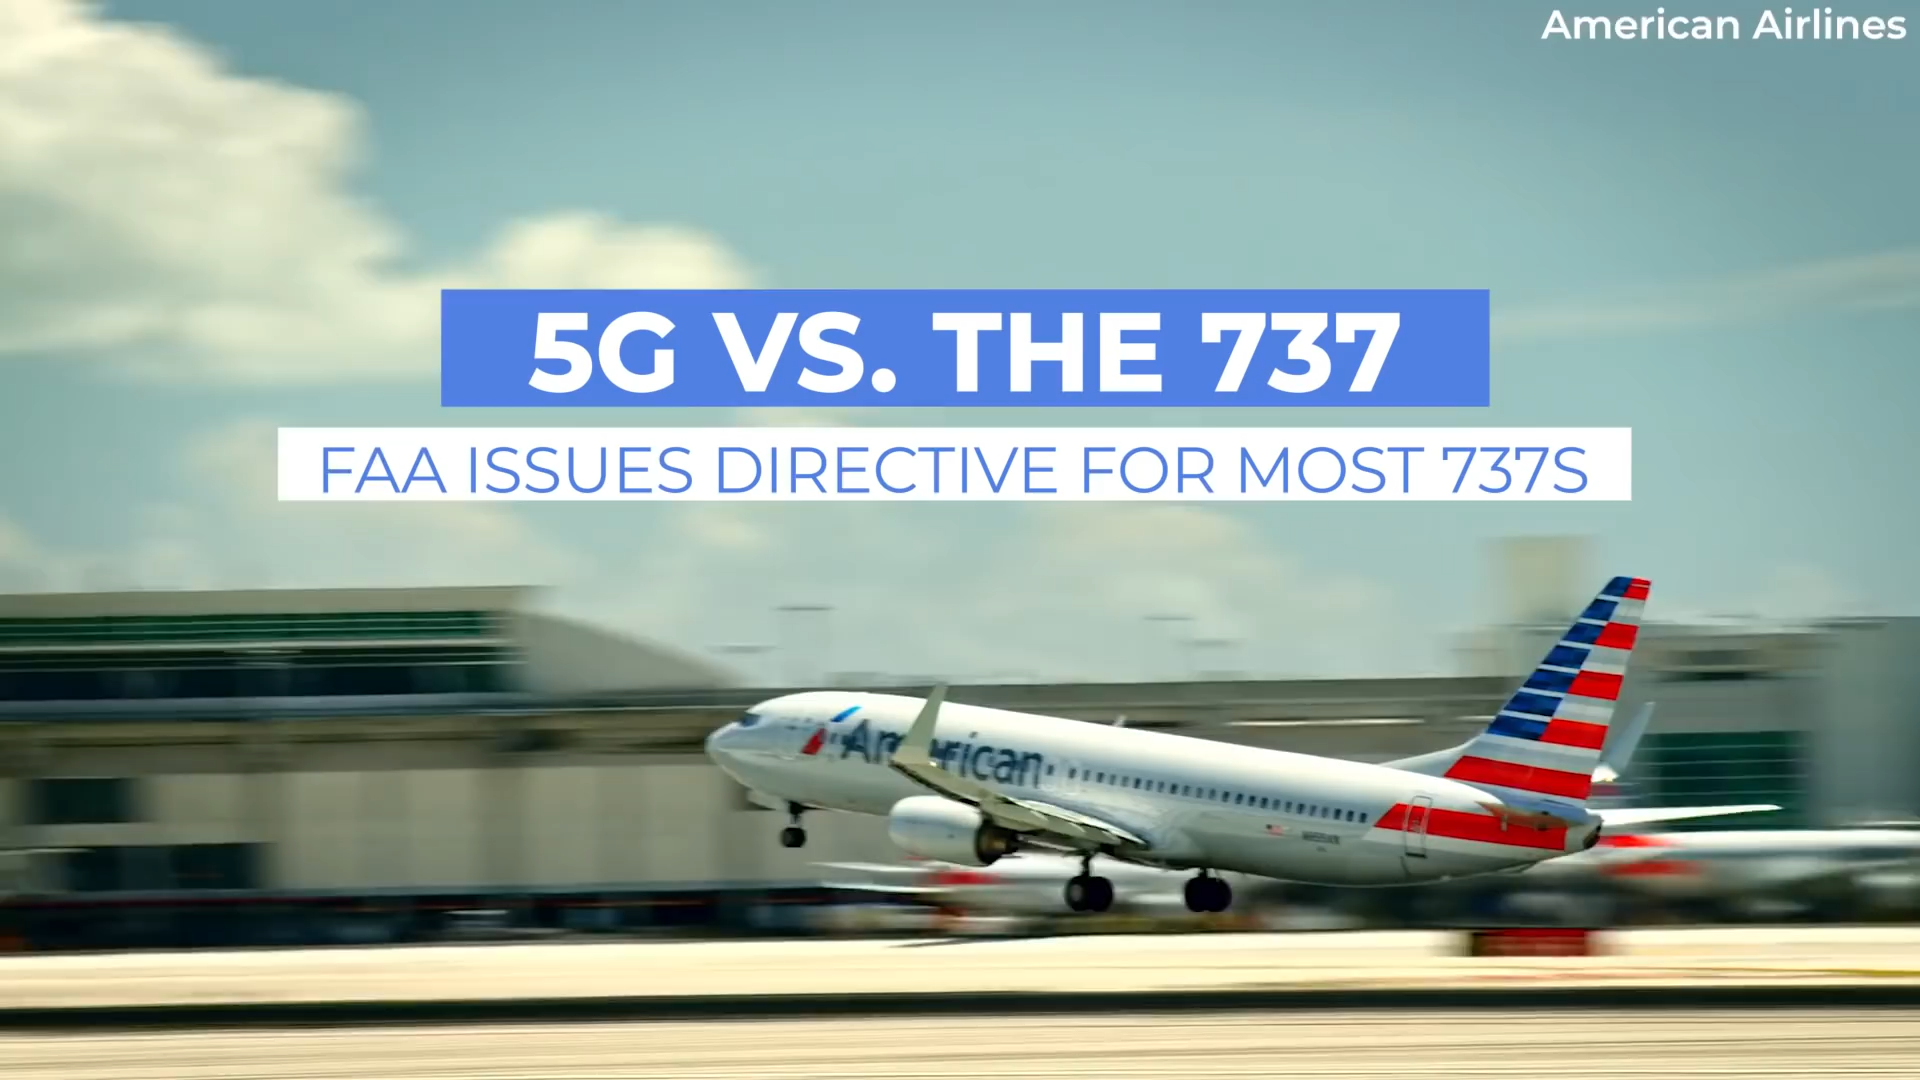 American Airlines
5G VS. THE 737
FAA ISSUES DIRECTIVE FOR MOST 737S
American